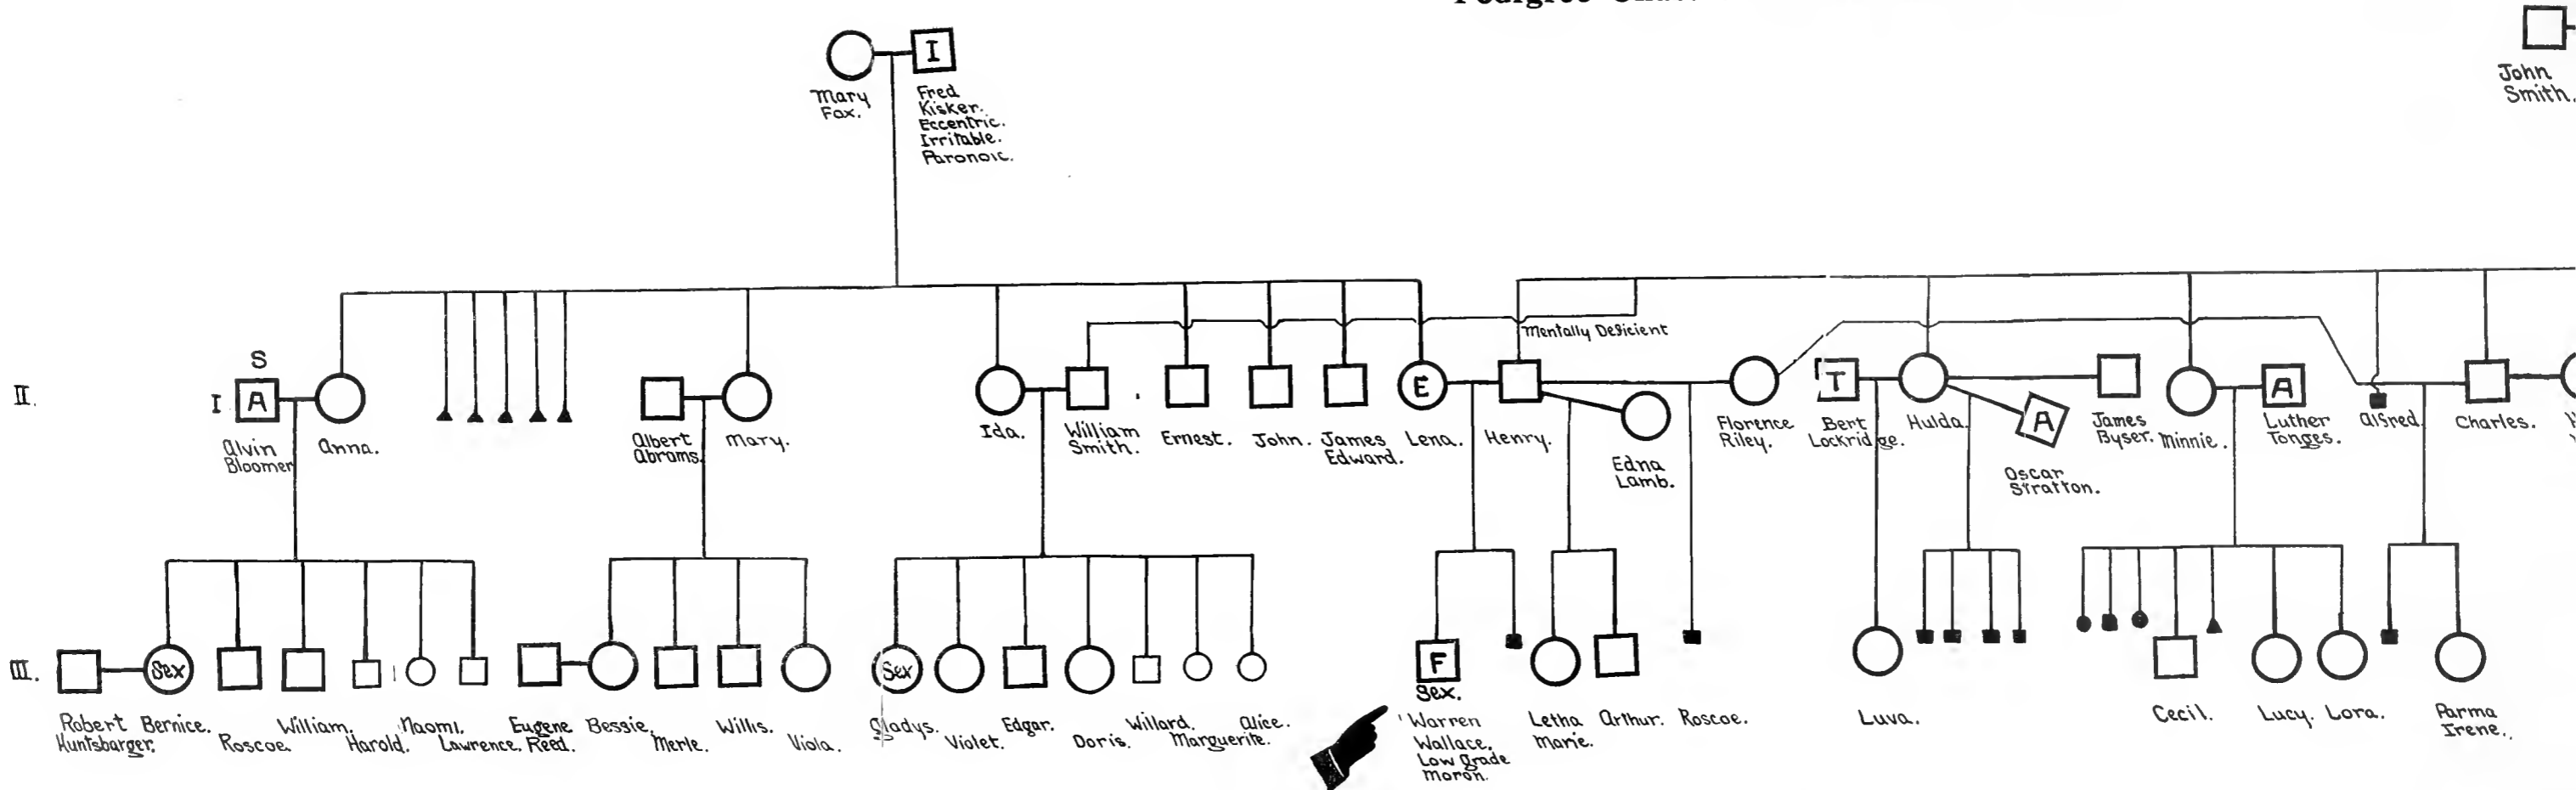 I
Mary
Fox.
Fred
Kisker.
Eccentric.
Irritable.
Paronoic.
John
Smith.
Mentally Deficient
II.
S
I
A
E
T
A
A
Alvin
Bloomer
Anna.
Albert
Abrams.
Mary.
Ida.
William
Smith.
Ernest.
John.
James
Edward.
Lena.
Henry.
Edna
Lamb.
Florence
Riley.
Bert
Lockridge.
Hulda.
Oscar
Stratton.
James
Byser.
Minnie.
Luther
Tonges.
Alfred.
Charles.
III.
Sex
Sex
F
Sex.
Robert
Huntsbarger.
Bernice.
Roscoe.
William.
Harold.
Naomi.
Lawrence.
Eugene
Reed.
Bessie.
Merle.
Willis.
Viola.
Gladys.
Violet.
Edgar.
Doris.
Willard.
Marguerite.
Alice.
Warren
Wallace.
Low Grade
Moron.
Letha
Marie.
Arthur.
Roscoe.
Luva.
Cecil.
Lucy.
Lora.
Parma
Irene.